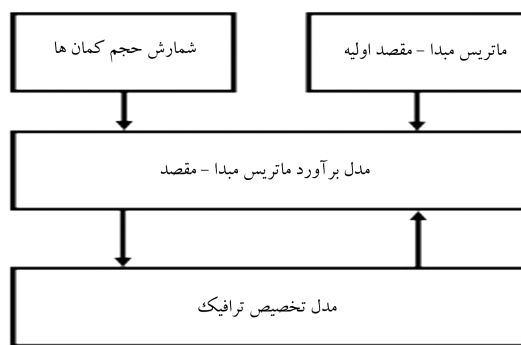 ماتریس مبدا – مقصد اولیه
شمارش حجم کمان ها
مدل برآورد ماتریس مبدا – مقصد
مدل تخصیص ترافیک